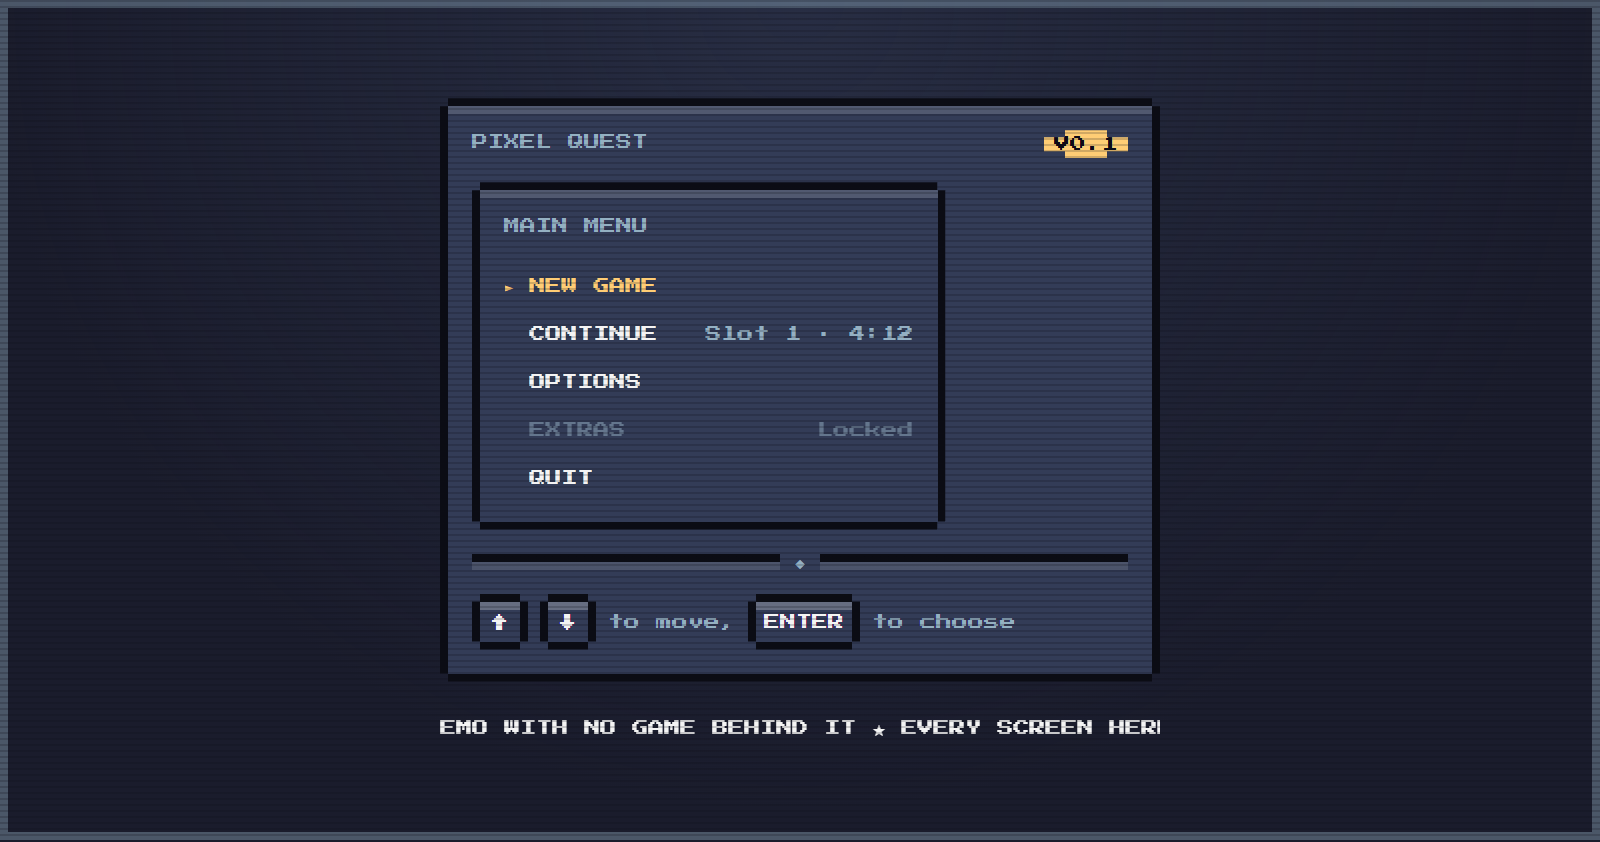 PIXEL QUEST V0.1
MAIN MENU
► NEW GAME
CONTINUE Slot 1 · 4:12
OPTIONS
EXTRAS Locked
QUIT
↑ ↓ to move, ENTER to choose
EMO WITH NO GAME BEHIND IT ★ EVERY SCREEN